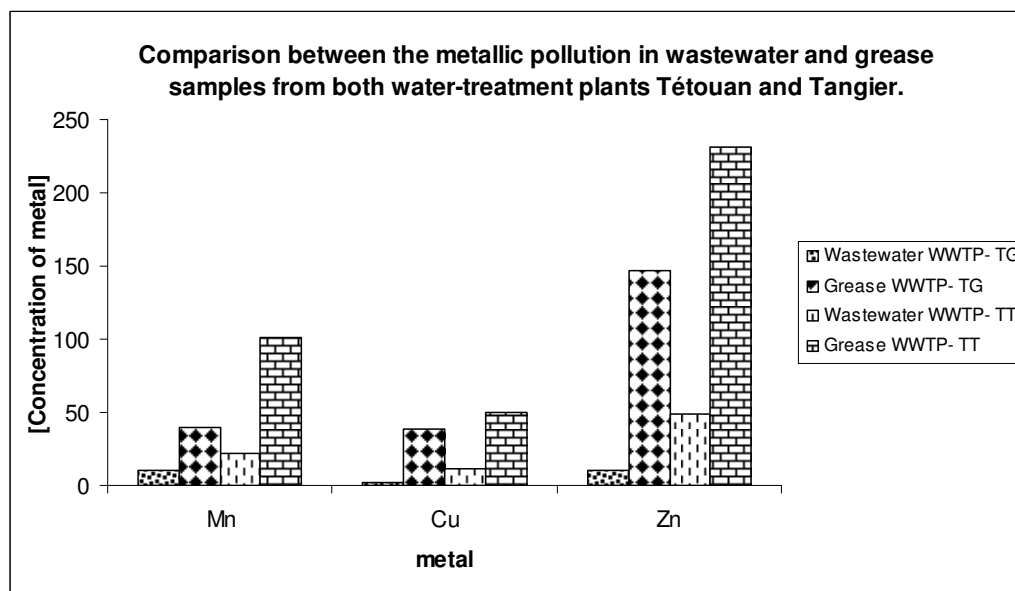 Comparison between the metallic pollution in wastewater and grease
samples from both water-treatment plants Tétouan and Tangier.
250
200
150
100
50
0
[Concentration of metal]
Mn
Cu
Zn
metal
Wastewater WWTP- TG
Grease WWTP- TG
Wastewater WWTP- TT
Grease WWTP- TT